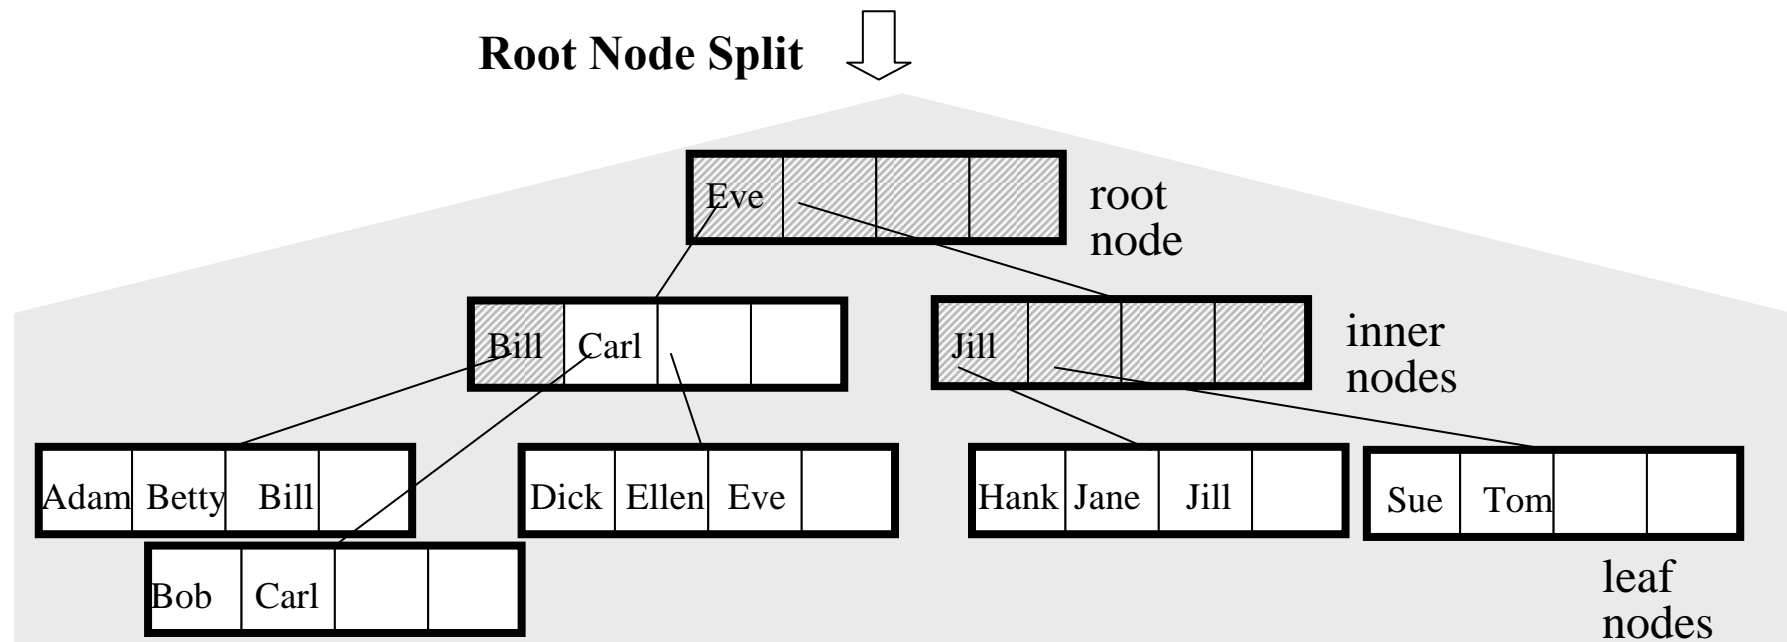 Root Node Split
Eve
root
node
Bill Carl
Jill
inner
nodes
Adam Betty Bill
Dick Ellen Eve
Hank Jane Jill
Sue Tom
Bob Carl
leaf
nodes